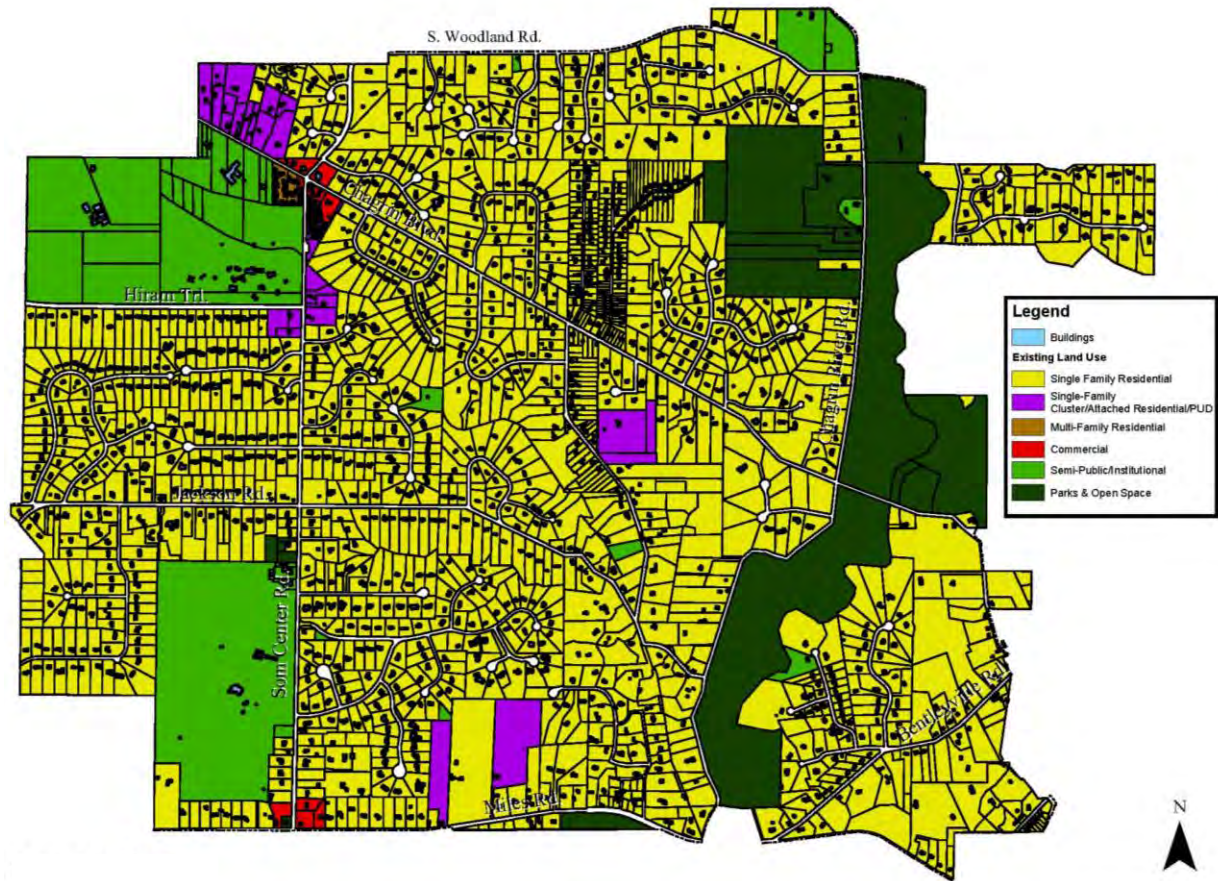 S. Woodland Rd.
Chagrin Blvd.
Hiram Trl.
Chagrin River Rd.
Jackson Rd.
Som Center Rd.
Bentleyville Rd.
Miles Rd.
Legend
Buildings
Existing Land Use
Single Family Residential
Single-Family
Cluster/Attached Residential/PUD
Multi-Family Residential
Commercial
Semi-Public/Institutional
Parks & Open Space
N